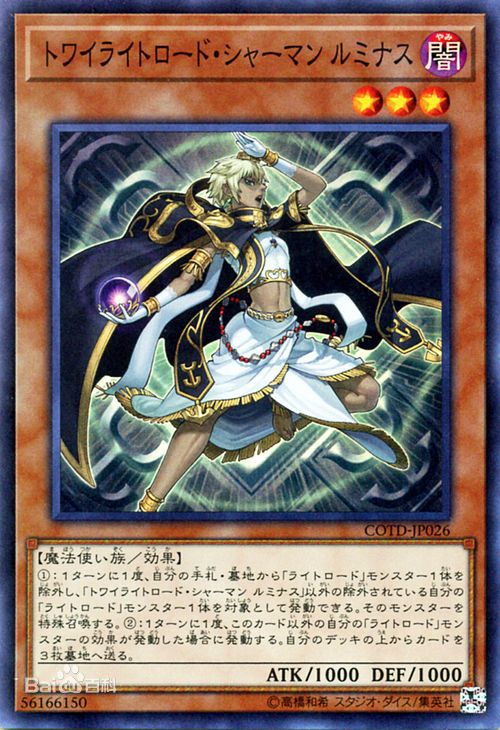 トワイライトロード・シャーマン ルミナス
やみ
闇
COTD-JP026
【魔法使い族／効果】
①：1ターンに1度、自分の手札・墓地から「ライトロード」モンスター1体を
除外し、「トワイライトロード・シャーマン ルミナス」以外の除外されている自分の
「ライトロード」モンスター1体を対象として発動できる。そのモンスターを
特殊召喚する。②：1ターンに1度、このカード以外の自分の「ライトロード」モン
スターの効果が発動した場合に発動する。自分のデッキの上からカードを
3枚墓地へ送る。
ATK/1000 DEF/1000
Bai百科
56166150
©高橋和希 スタジオ・ダイス/集英社